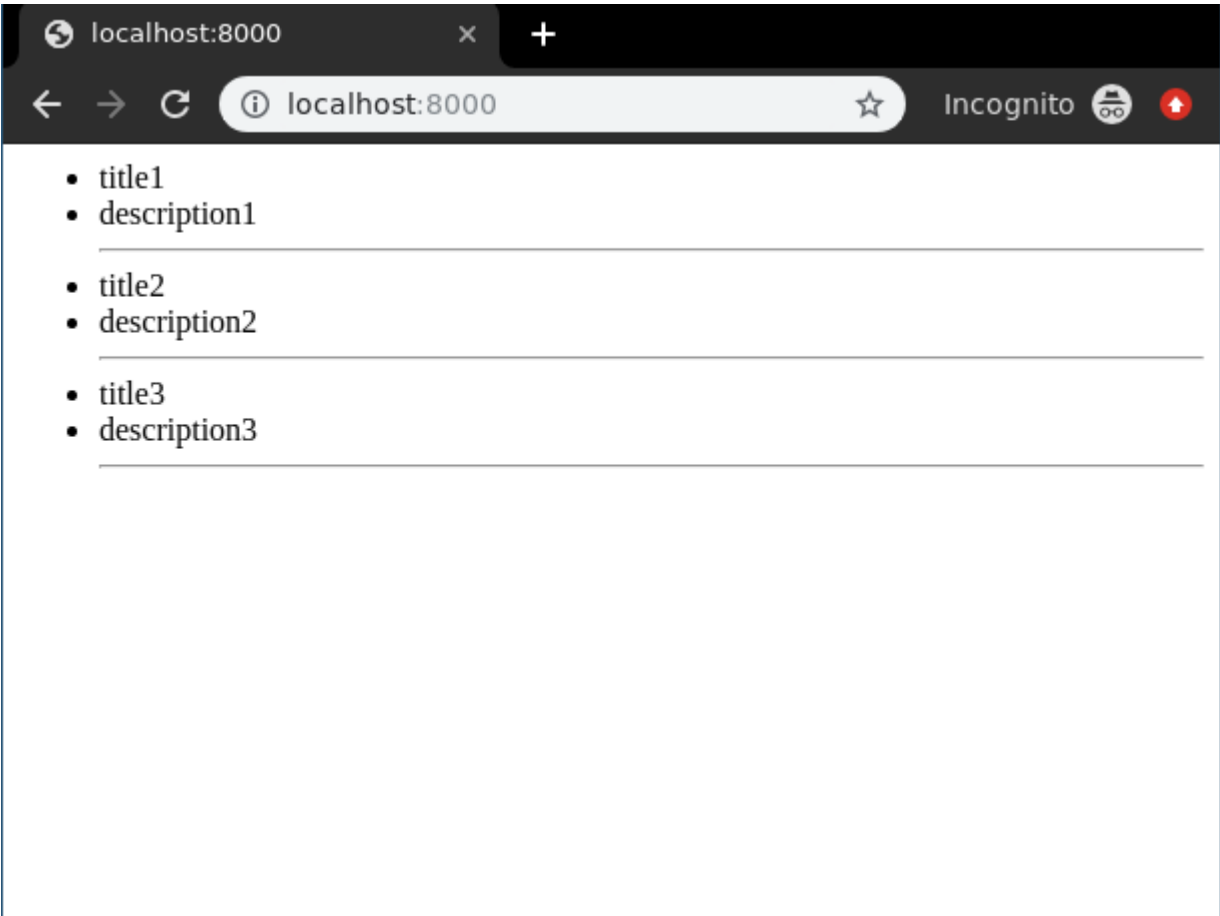 localhost:8000
localhost:8000 Incognito
title1
description1
title2
description2
title3
description3